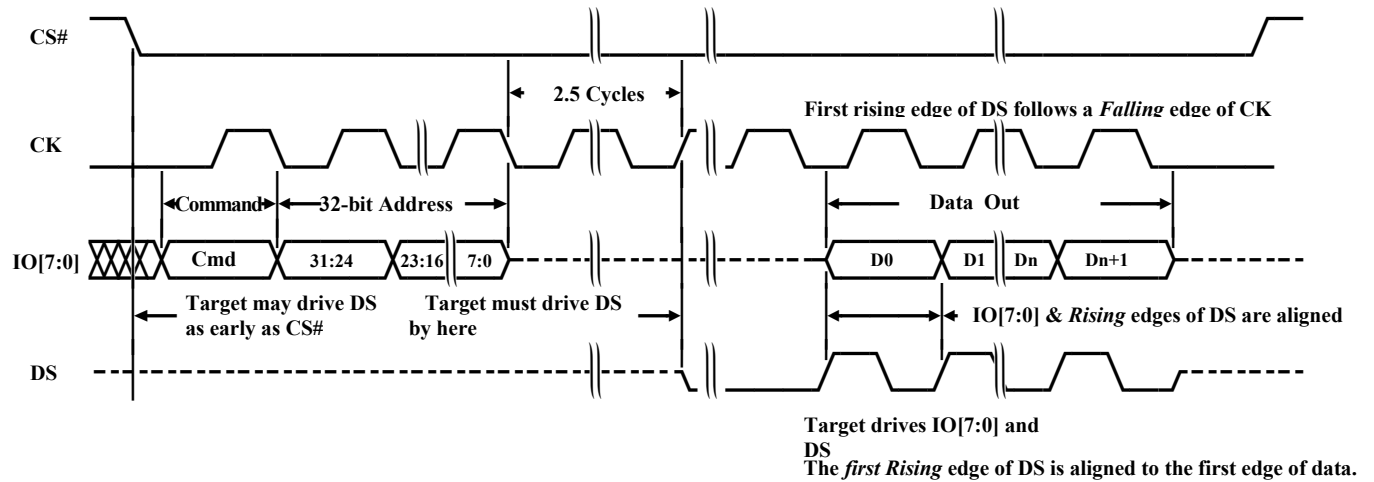 CS#
2.5 Cycles
First rising edge of DS follows a Falling edge of CK
CK
Command
32-bit Address
Data Out
IO[7:0]
Cmd
31:24
23:16
7:0
D0
D1
Dn
Dn+1
Target may drive DS
as early as CS#
Target must drive DS
by here
IO[7:0] & Rising edges of DS are aligned
DS
Target drives IO[7:0] and
DS
The first Rising edge of DS is aligned to the first edge of data.